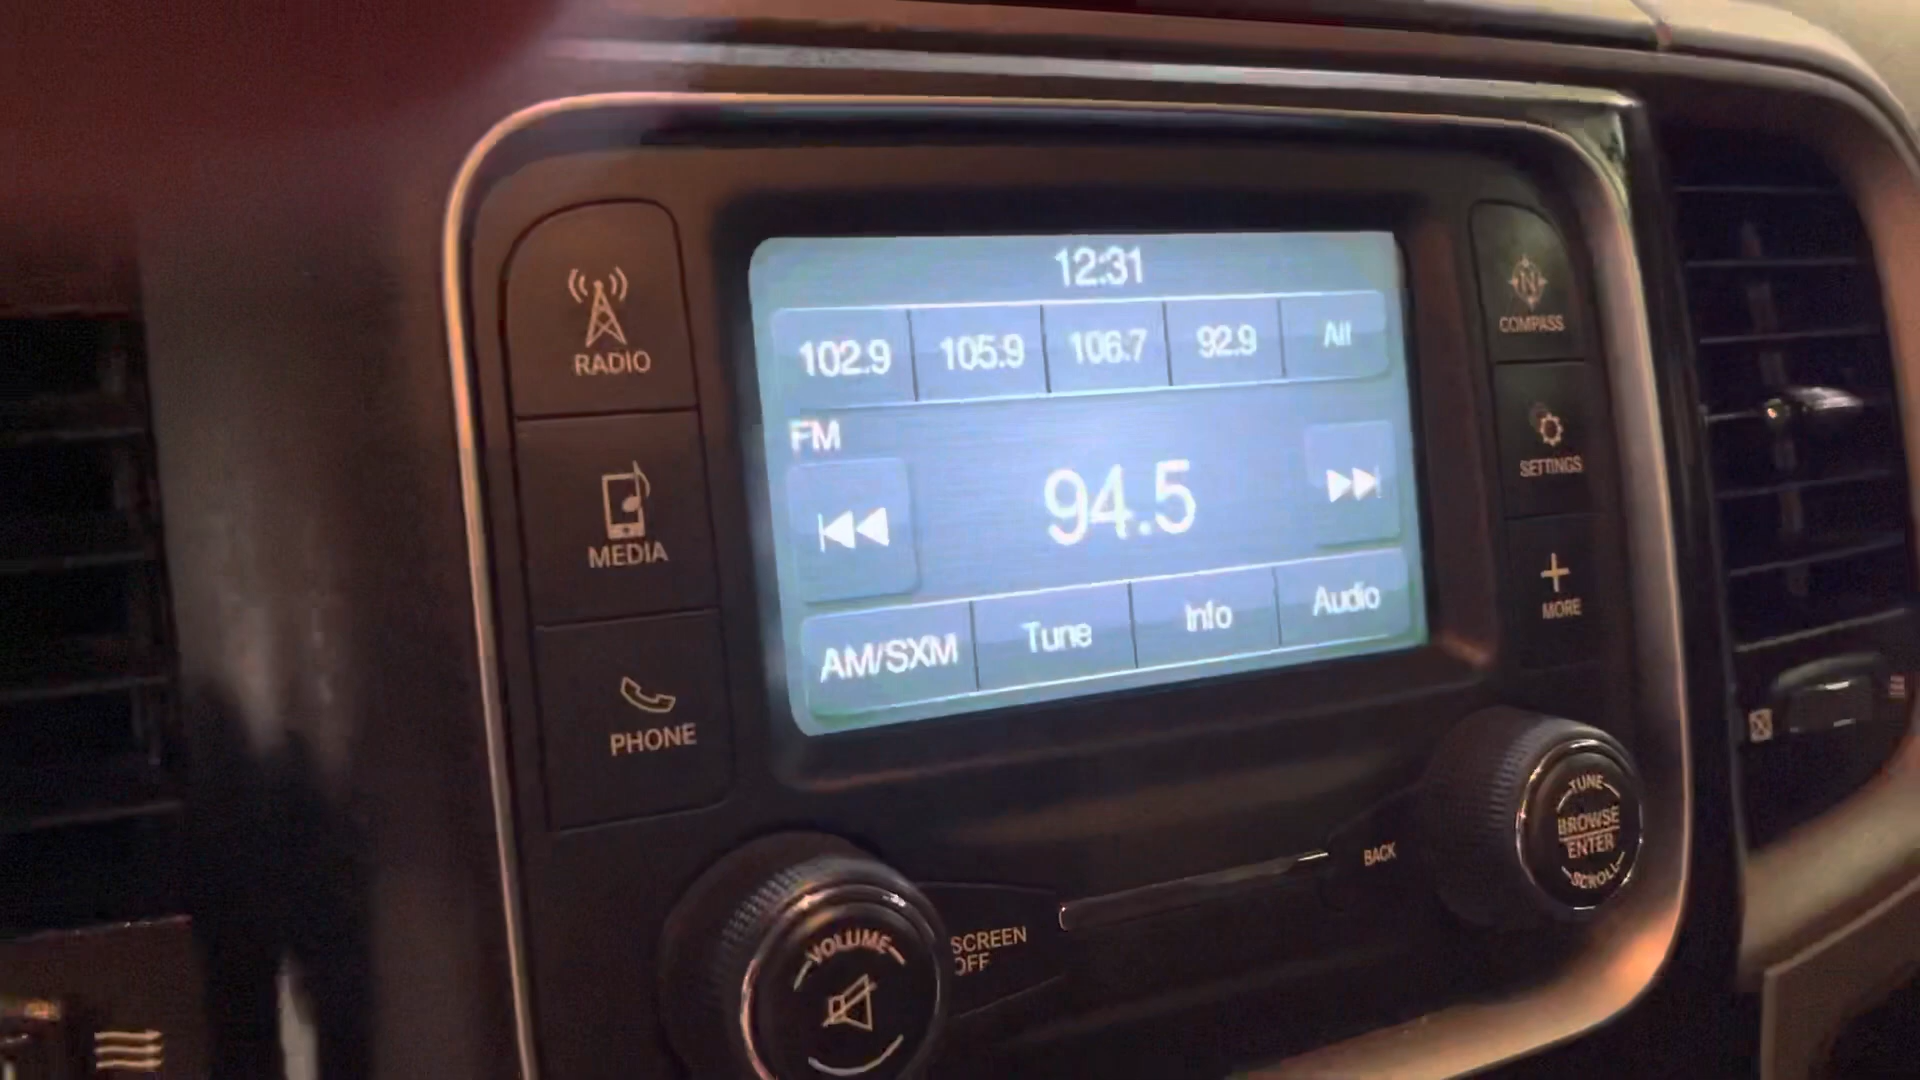 12:31
102.9 105.9 106.7 92.9 All
FM
94.5
AM/SXM Tune Info Audio
RADIO
MEDIA
PHONE
COMPASS
N
SETTINGS
MORE
VOLUME
SCREEN
OFF
BACK
TUNE
BROWSE
ENTER
SCROLL